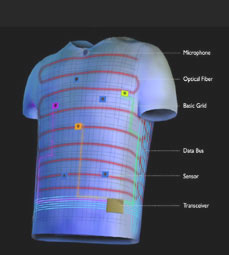 Microphone
Optical Fiber
Basic Grid
Data Bus
Sensor
Transceiver